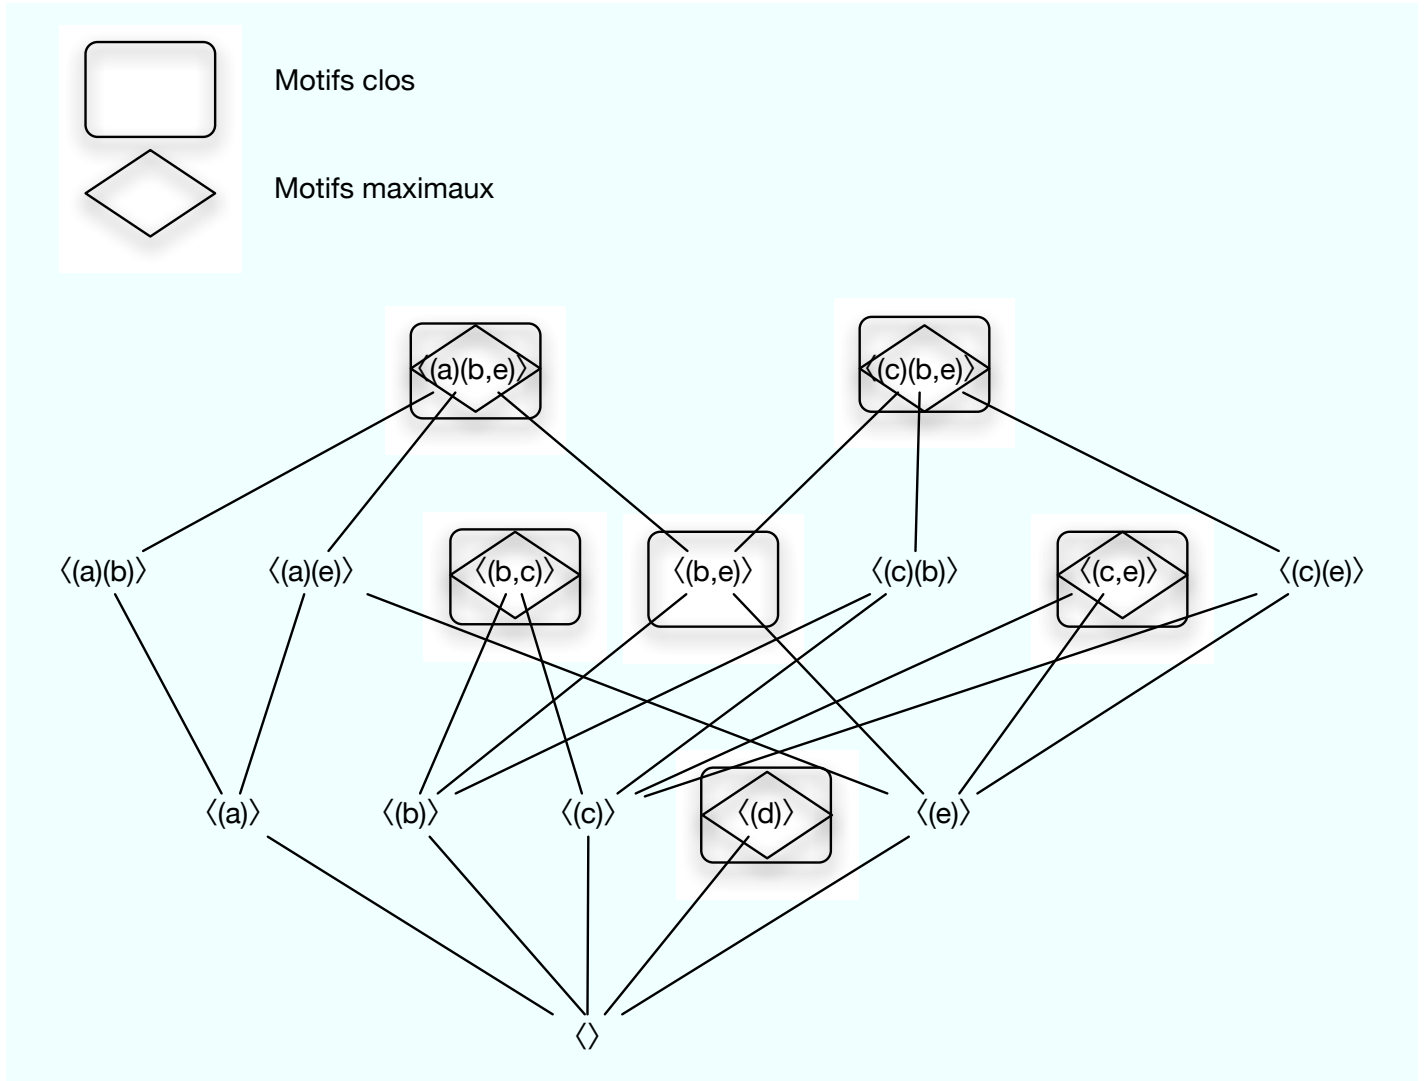 Motifs clos
Motifs maximaux
⟨(a)(b,e)⟩ ⟨(c)(b,e)⟩
⟨(a)(b)⟩ ⟨(a)(e)⟩ ⟨(b,c)⟩ ⟨(b,e)⟩ ⟨(c)(b)⟩ ⟨(c,e)⟩ ⟨(c)(e)⟩
⟨(a)⟩ ⟨(b)⟩ ⟨(c)⟩ ⟨(d)⟩ ⟨(e)⟩
⟨⟩